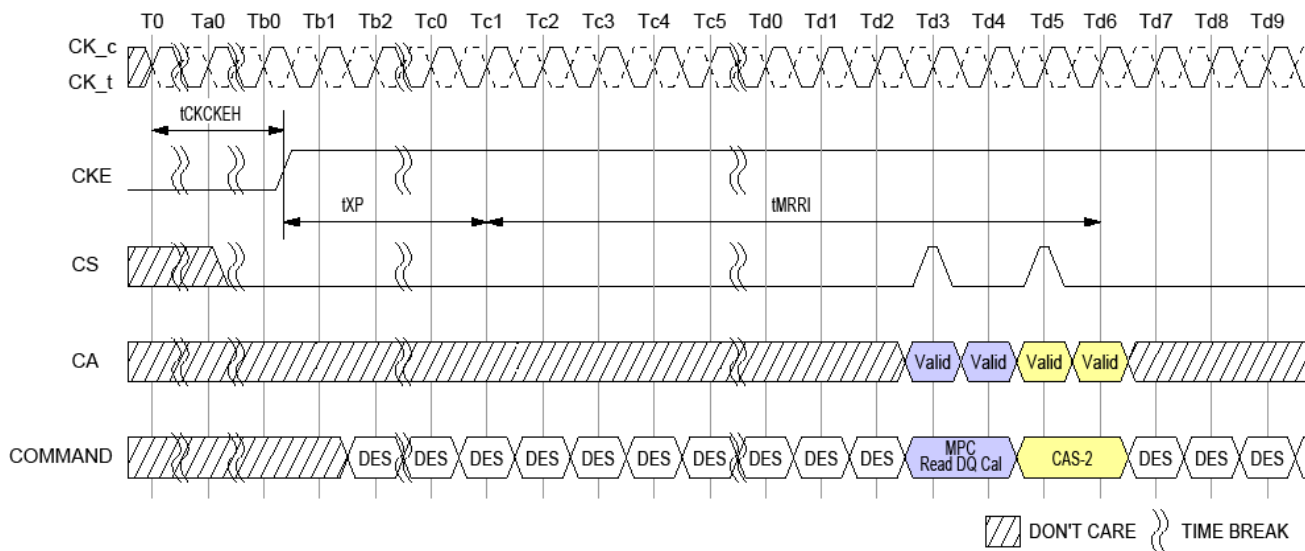 T0 Ta0 Tb0 Tb1 Tb2 Tc0 Tc1 Tc2 Tc3 Tc4 Tc5 Td0 Td1 Td2 Td3 Td4 Td5 Td6 Td7 Td8 Td9
CK_c
CK_t
tCKCKEH
CKE
tXP tMRRI
CS
CA Valid Valid Valid Valid
COMMAND DES DES DES DES DES DES DES DES DES MPC Read DQ Cal CAS-2 DES DES DES
DON'T CARE TIME BREAK